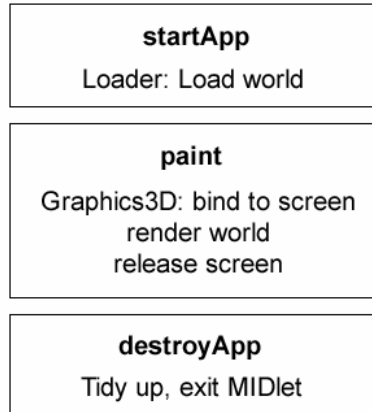 startApp
Loader: Load world
paint
Graphics3D: bind to screen
render world
release screen
destroyApp
Tidy up, exit MIDlet